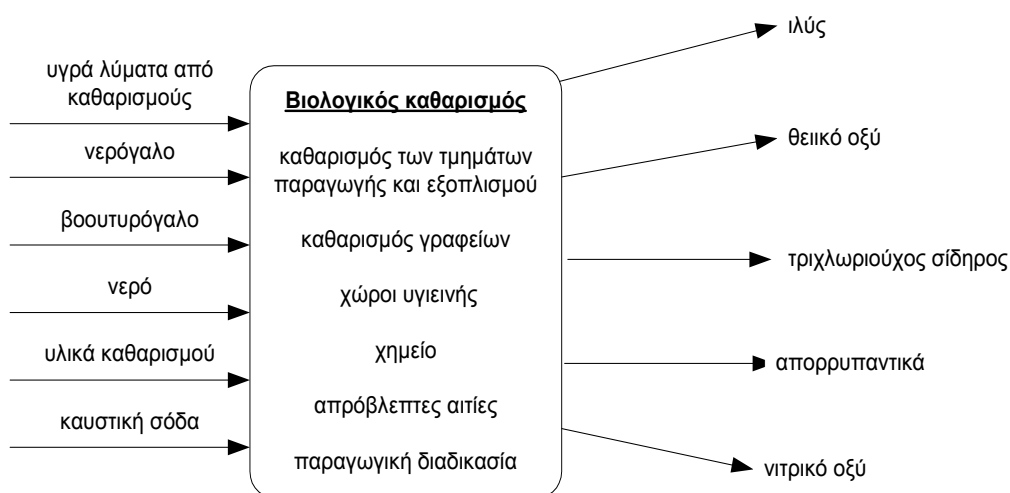 υγρά λύματα από
καθαρισμούς
νερόγαλο
βοουτυρόγαλο
νερό
υλικά καθαρισμού
καυστική σόδα
Βιολογικός καθαρισμός
καθαρισμός των τμημάτων
παραγωγής και εξοπλισμού
καθαρισμός γραφείων
χώροι υγιεινής
χημείο
απρόβλεπτες αιτίες
παραγωγική διαδικασία
ιλύς
θειικό οξύ
τριχλωριούχος σίδηρος
απορρυπαντικά
νιτρικό οξύ